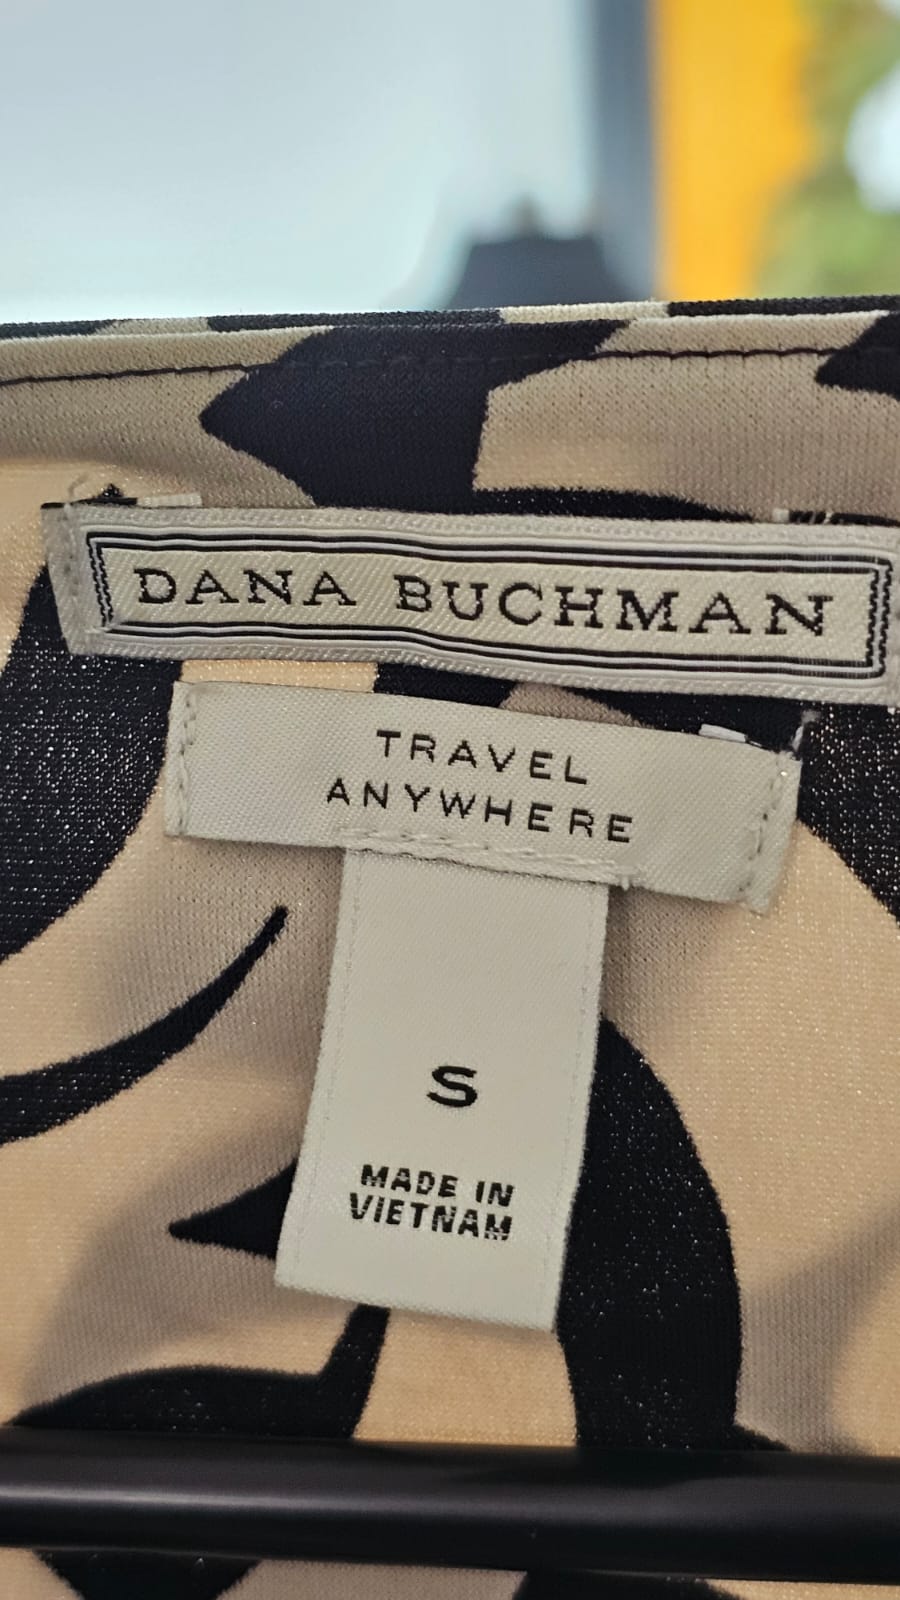 DANA BUCHMAN
TRAVEL
ANYWHERE
S
MADE IN
VIETNAM